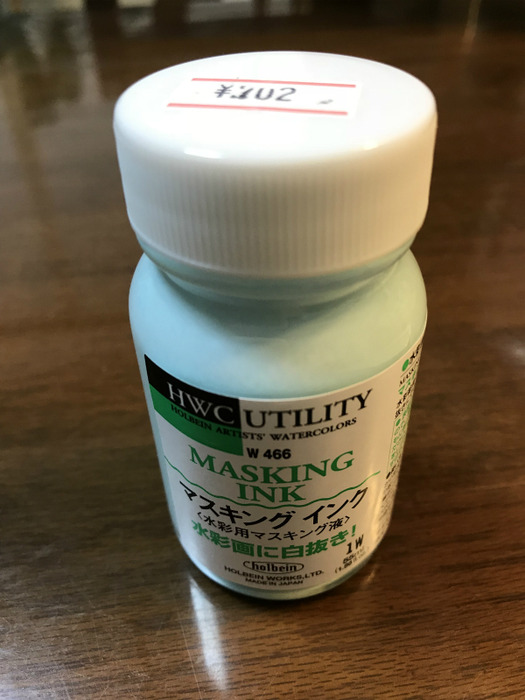 HWC UTILITY
HOLBEIN ARTISTS' WATERCOLORS
W 466
MASKING
INK
マスキング インク
〈水彩用マスキング液〉
水彩画に白抜き!
holbein
HOLBEIN WORKS, LTD.
MADE IN JAPAN